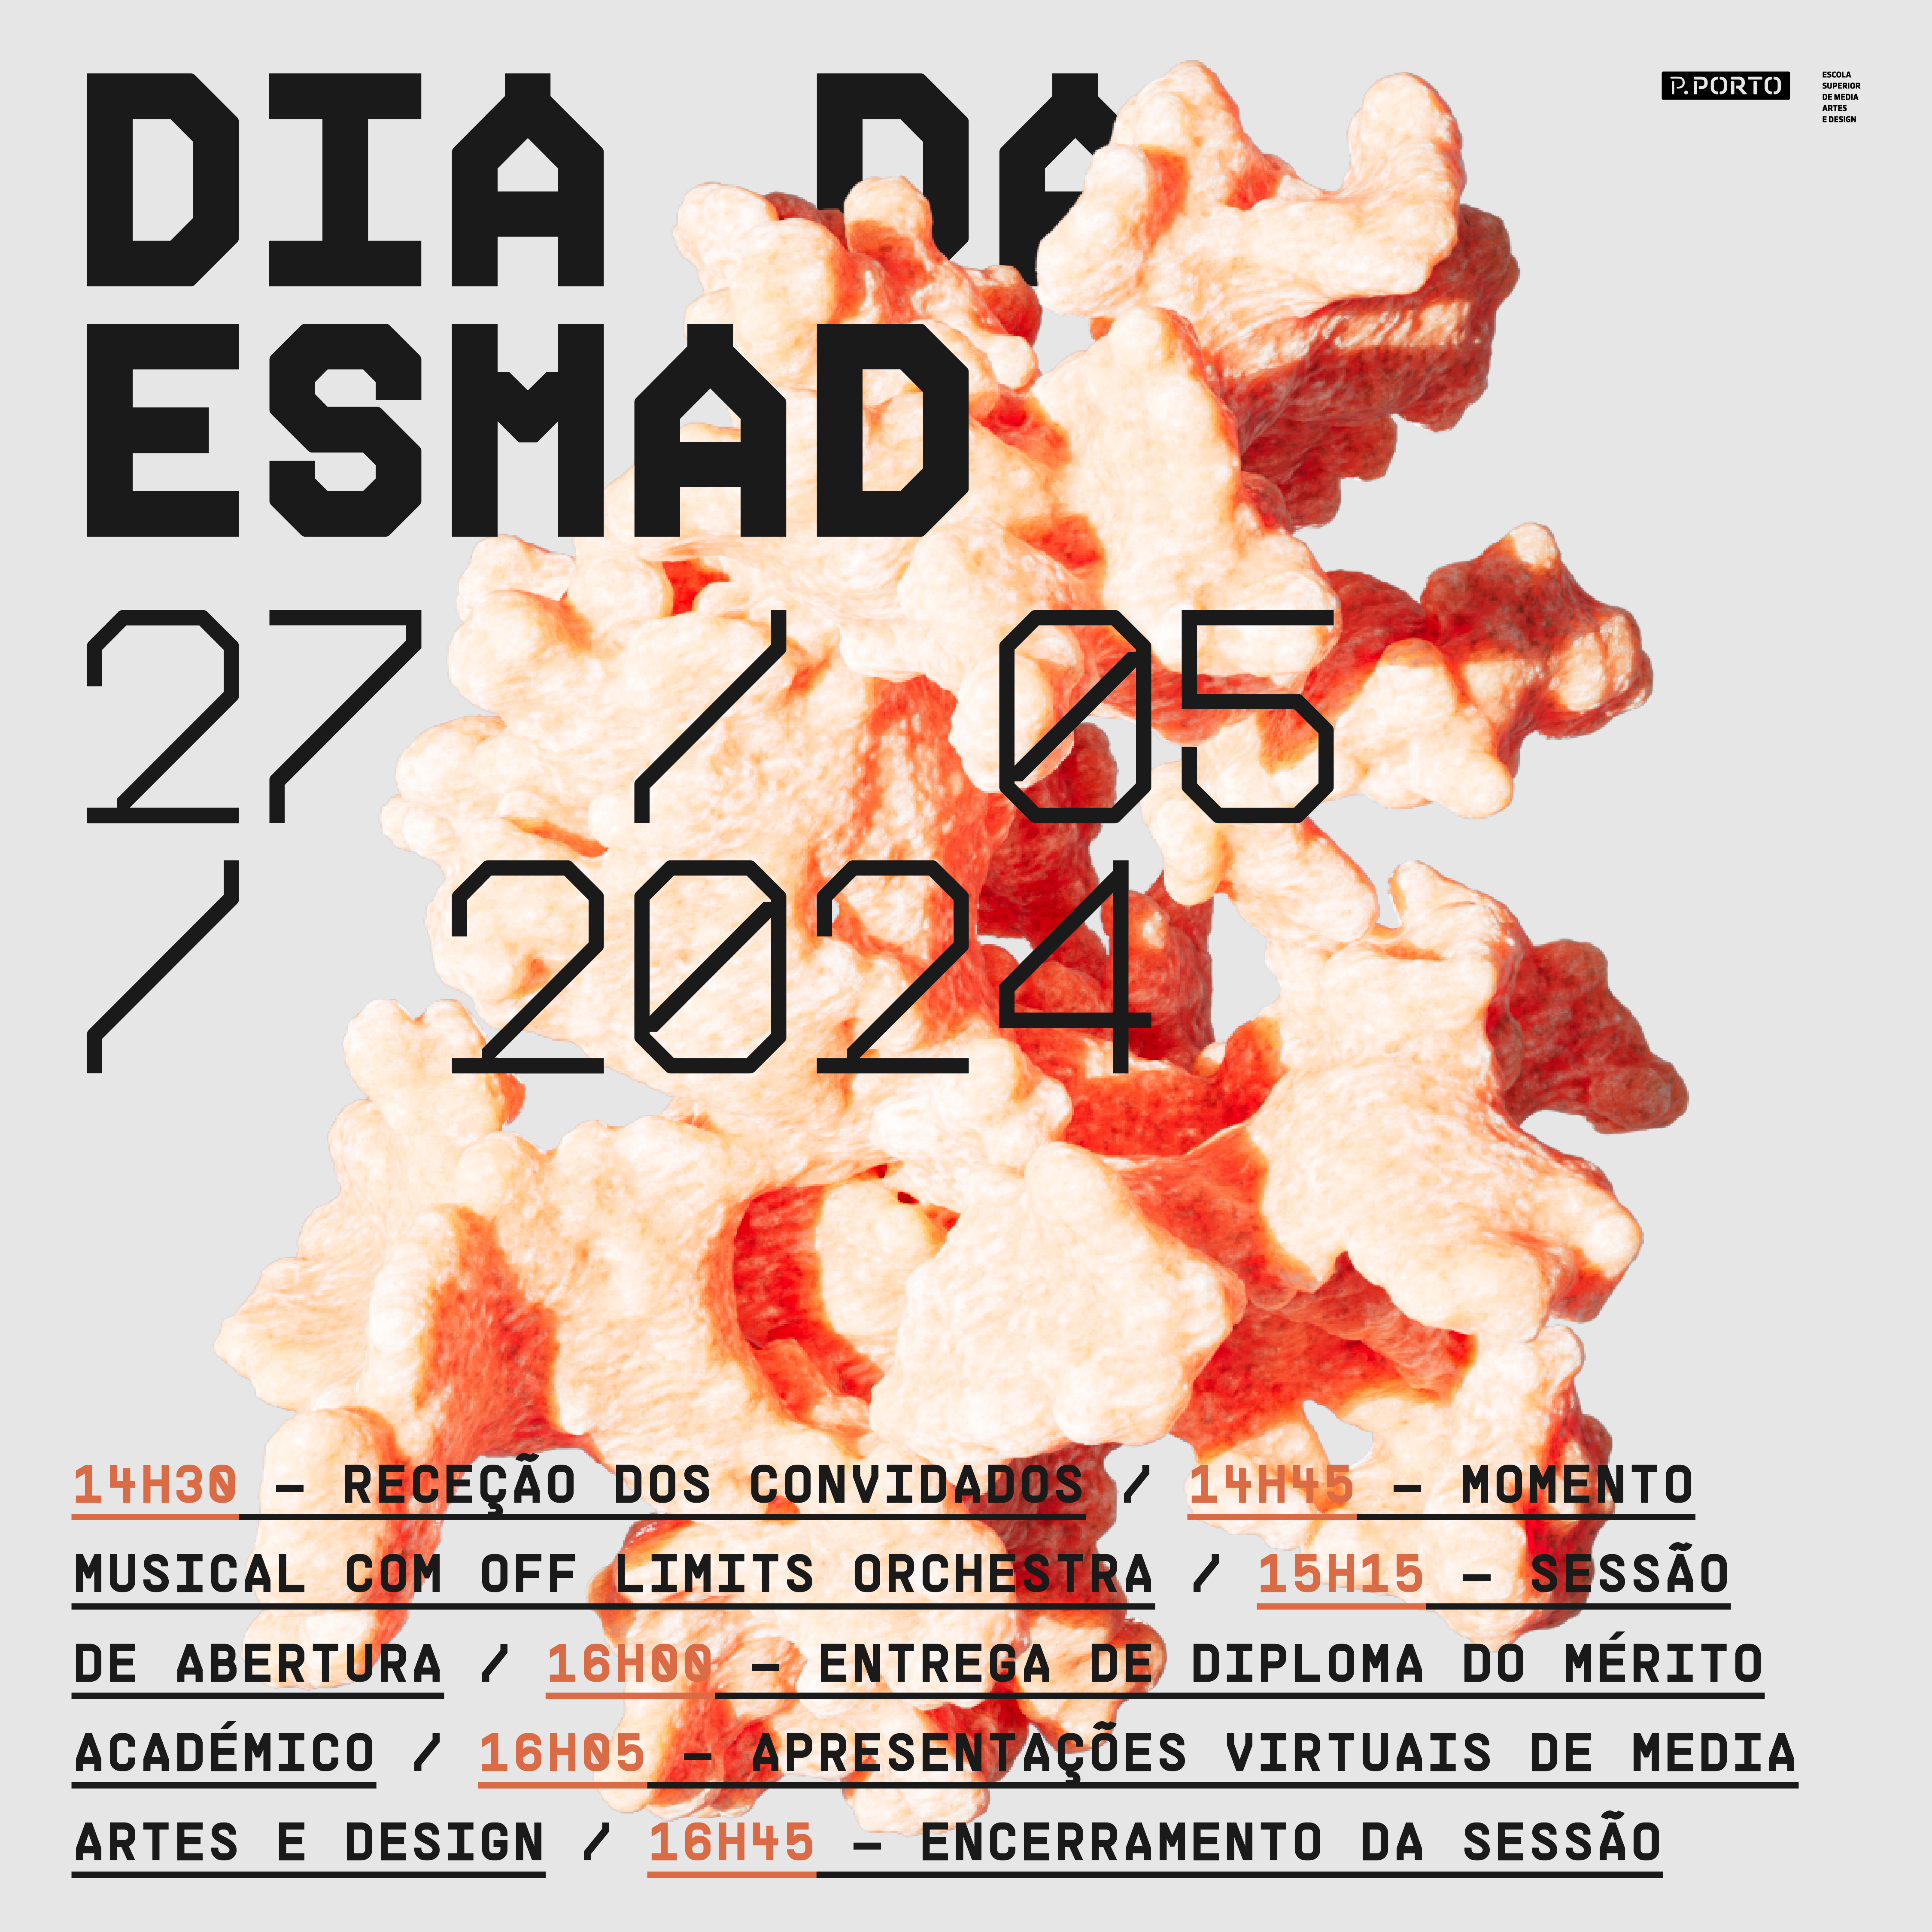 DIA DA
ESMAD
27 / 05
/ 2024
P.PORTO
ESCOLA
SUPERIOR
DE MEDIA
ARTES
E DESIGN
14H30 — RECEÇÃO DOS CONVIDADOS / 14H45 — MOMENTO
MUSICAL COM OFF LIMITS ORCHESTRA / 15H15 — SESSÃO
DE ABERTURA / 16H00 — ENTREGA DE DIPLOMA DO MÉRITO
ACADÉMICO / 16H05 — APRESENTAÇÕES VIRTUAIS DE MEDIA
ARTES E DESIGN / 16H45 — ENCERRAMENTO DA SESSÃO